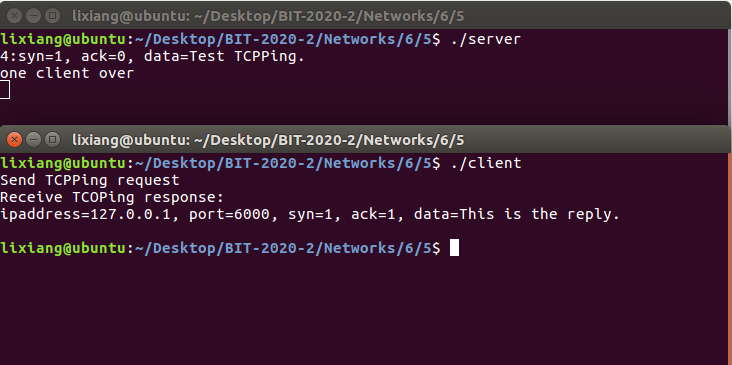 lixiang@ubuntu: ~/Desktop/BIT-2020-2/Networks/6/5
lixiang@ubuntu:~/Desktop/BIT-2020-2/Networks/6/5$ ./server
4:syn=1, ack=0, data=Test TCPPing.
one client over
lixiang@ubuntu: ~/Desktop/BIT-2020-2/Networks/6/5
lixiang@ubuntu:~/Desktop/BIT-2020-2/Networks/6/5$ ./client
Send TCPPing request
Receive TCOPing response:
ipaddress=127.0.0.1, port=6000, syn=1, ack=1, data=This is the reply.
lixiang@ubuntu:~/Desktop/BIT-2020-2/Networks/6/5$